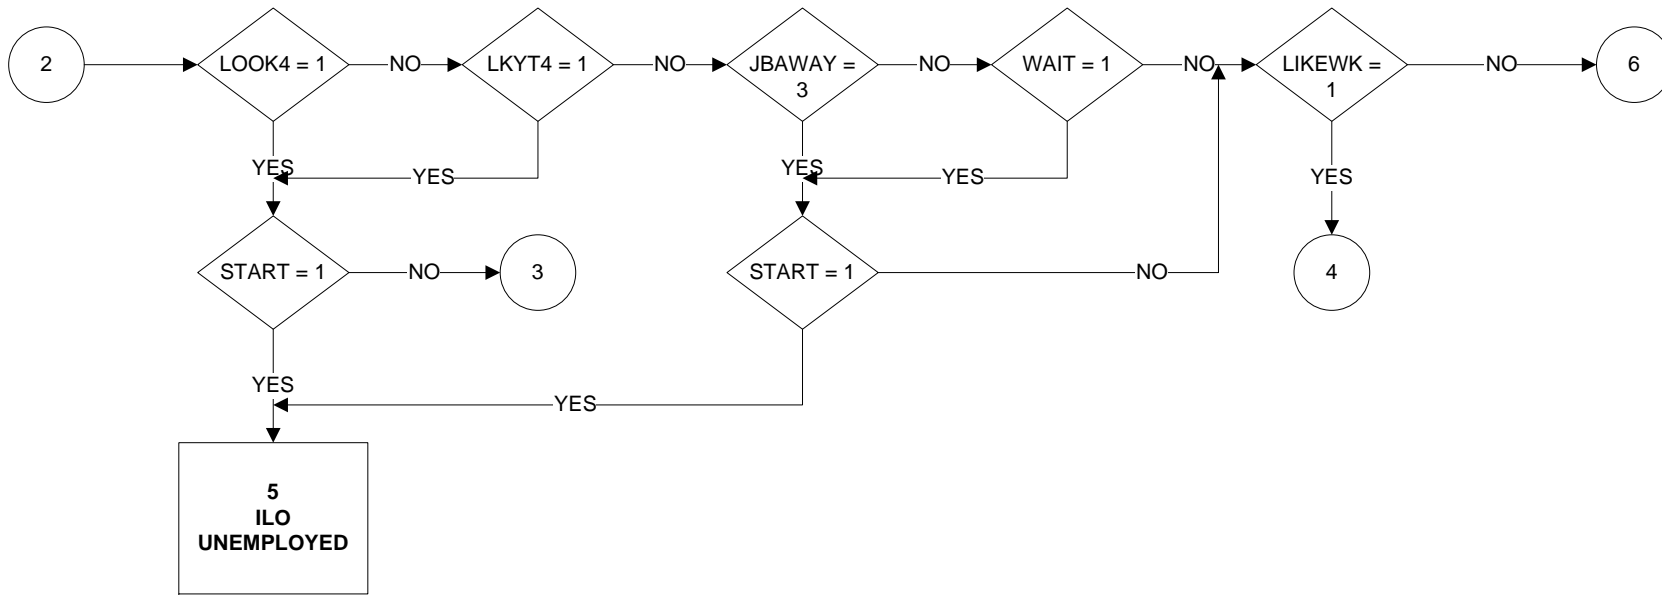 2
LOOK4 = 1
NO
LKYT4 = 1
NO
JBAWAY =
3
NO
WAIT = 1
NO
LIKEWK =
1
NO
6
YES
YES
YES
YES
YES
START = 1
NO
3
START = 1
NO
4
YES
YES
5
ILO
UNEMPLOYED